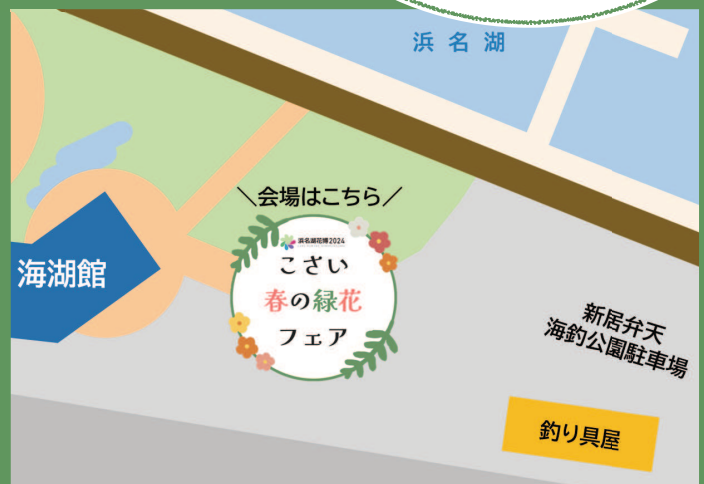 浜名湖
＼会場はこちら／
浜名湖花博2024
こさい
春の緑花
フェア
海湖館
新居弁天
海釣公園駐車場
釣り具屋